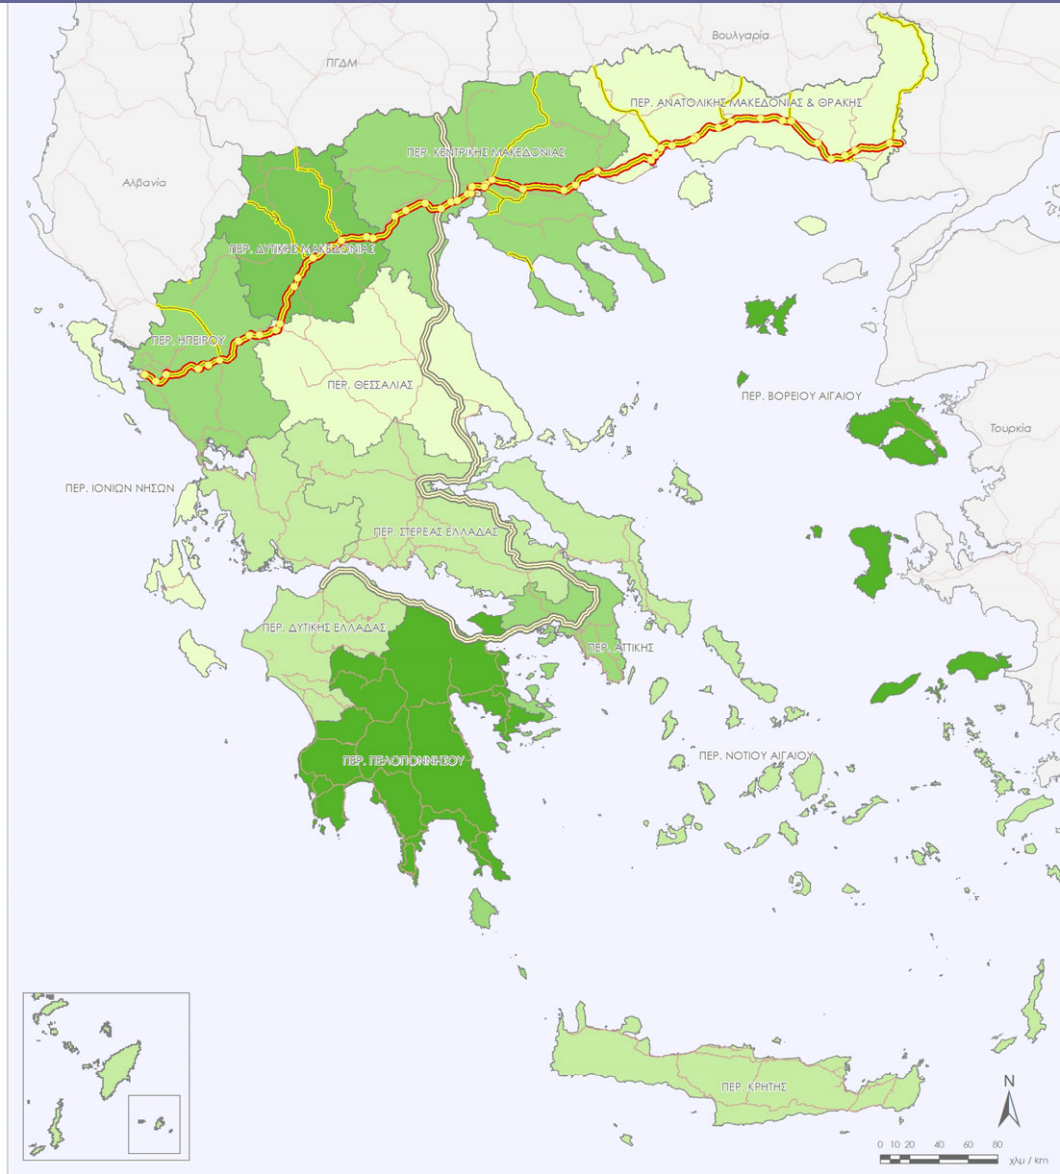 Βουλγαρία
ΠΓΔΜ
ΠΕΡ. ΑΝΑΤΟΛΙΚΗΣ ΜΑΚΕΔΟΝΙΑΣ & ΘΡΑΚΗΣ
ΠΕΡ. ΚΕΝΤΡΙΚΗΣ ΜΑΚΕΔΟΝΙΑΣ
Αλβανία
ΠΕΡ. ΔΥΤΙΚΗΣ ΜΑΚΕΔΟΝΙΑΣ
ΠΕΡ. ΗΠΕΙΡΟΥ
ΠΕΡ. ΘΕΣΣΑΛΙΑΣ
ΠΕΡ. ΒΟΡΕΙΟΥ ΑΙΓΑΙΟΥ
Τουρκία
ΠΕΡ. ΙΟΝΙΩΝ ΝΗΣΩΝ
ΠΕΡ. ΣΤΕΡΕΑΣ ΕΛΛΑΔΑΣ
ΠΕΡ. ΔΥΤΙΚΗΣ ΕΛΛΑΔΑΣ
ΠΕΡ. ΑΤΤΙΚΗΣ
ΠΕΡ. ΝΟΤΙΟΥ ΑΙΓΑΙΟΥ
ΠΕΡ. ΠΕΛΟΠΟΝΝΗΣΟΥ
ΠΕΡ. ΚΡΗΤΗΣ
N
0 10 20 40 60 80
χλμ / km